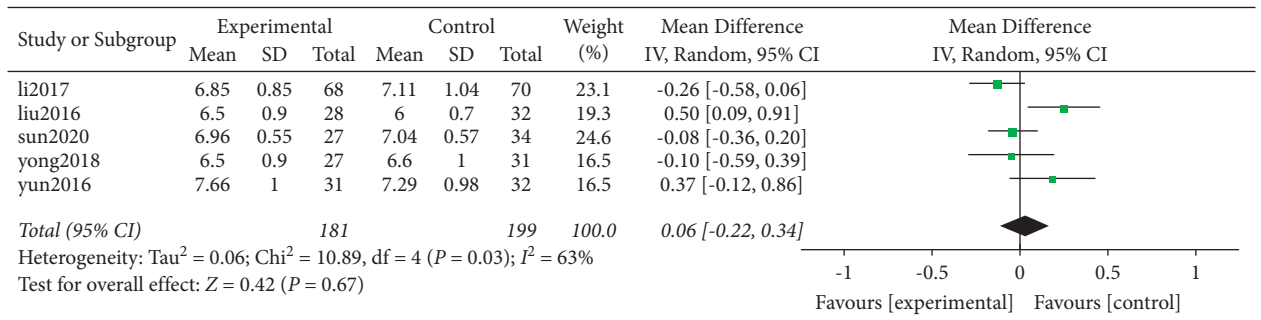 Study or Subgroup Experimental Control Weight (%) Mean Difference Mean Difference
Mean SD Total Mean SD Total IV, Random, 95% CI IV, Random, 95% CI
li2017 6.85 0.85 68 7.11 1.04 70 23.1 -0.26 [-0.58, 0.06]
liu2016 6.5 0.9 28 6 0.7 32 19.3 0.50 [0.09, 0.91]
sun2020 6.96 0.55 27 7.04 0.57 34 24.6 -0.08 [-0.36, 0.20]
yong2018 6.5 0.9 27 6.6 1 31 16.5 -0.10 [-0.59, 0.39]
yun2016 7.66 1 31 7.29 0.98 32 16.5 0.37 [-0.12, 0.86]
Total (95% CI) 181 199 100.0 0.06 [-0.22, 0.34]
Heterogeneity: Tau² = 0.06; Chi² = 10.89, df = 4 (P = 0.03); I² = 63%
Test for overall effect: Z = 0.42 (P = 0.67)
-1 -0.5 0 0.5 1
Favours [experimental] Favours [control]